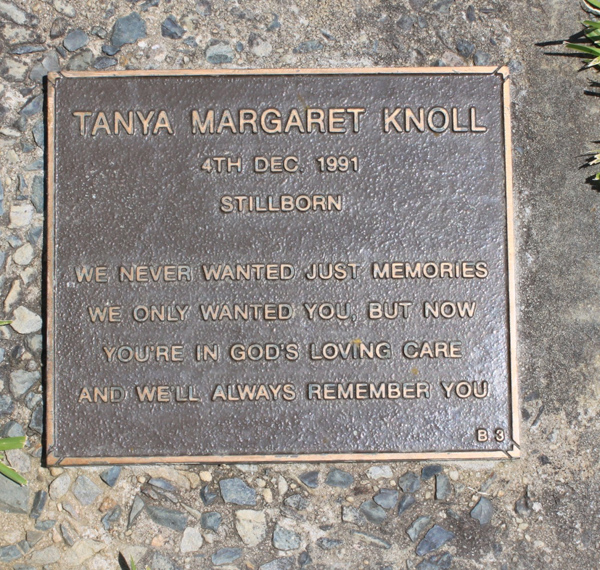 TANYA MARGARET KNOLL
4TH DEC. 1991
STILLBORN
WE NEVER WANTED JUST MEMORIES
WE ONLY WANTED YOU, BUT NOW
YOU'RE IN GOD'S LOVING CARE
AND WE'LL ALWAYS REMEMBER YOU
B 3